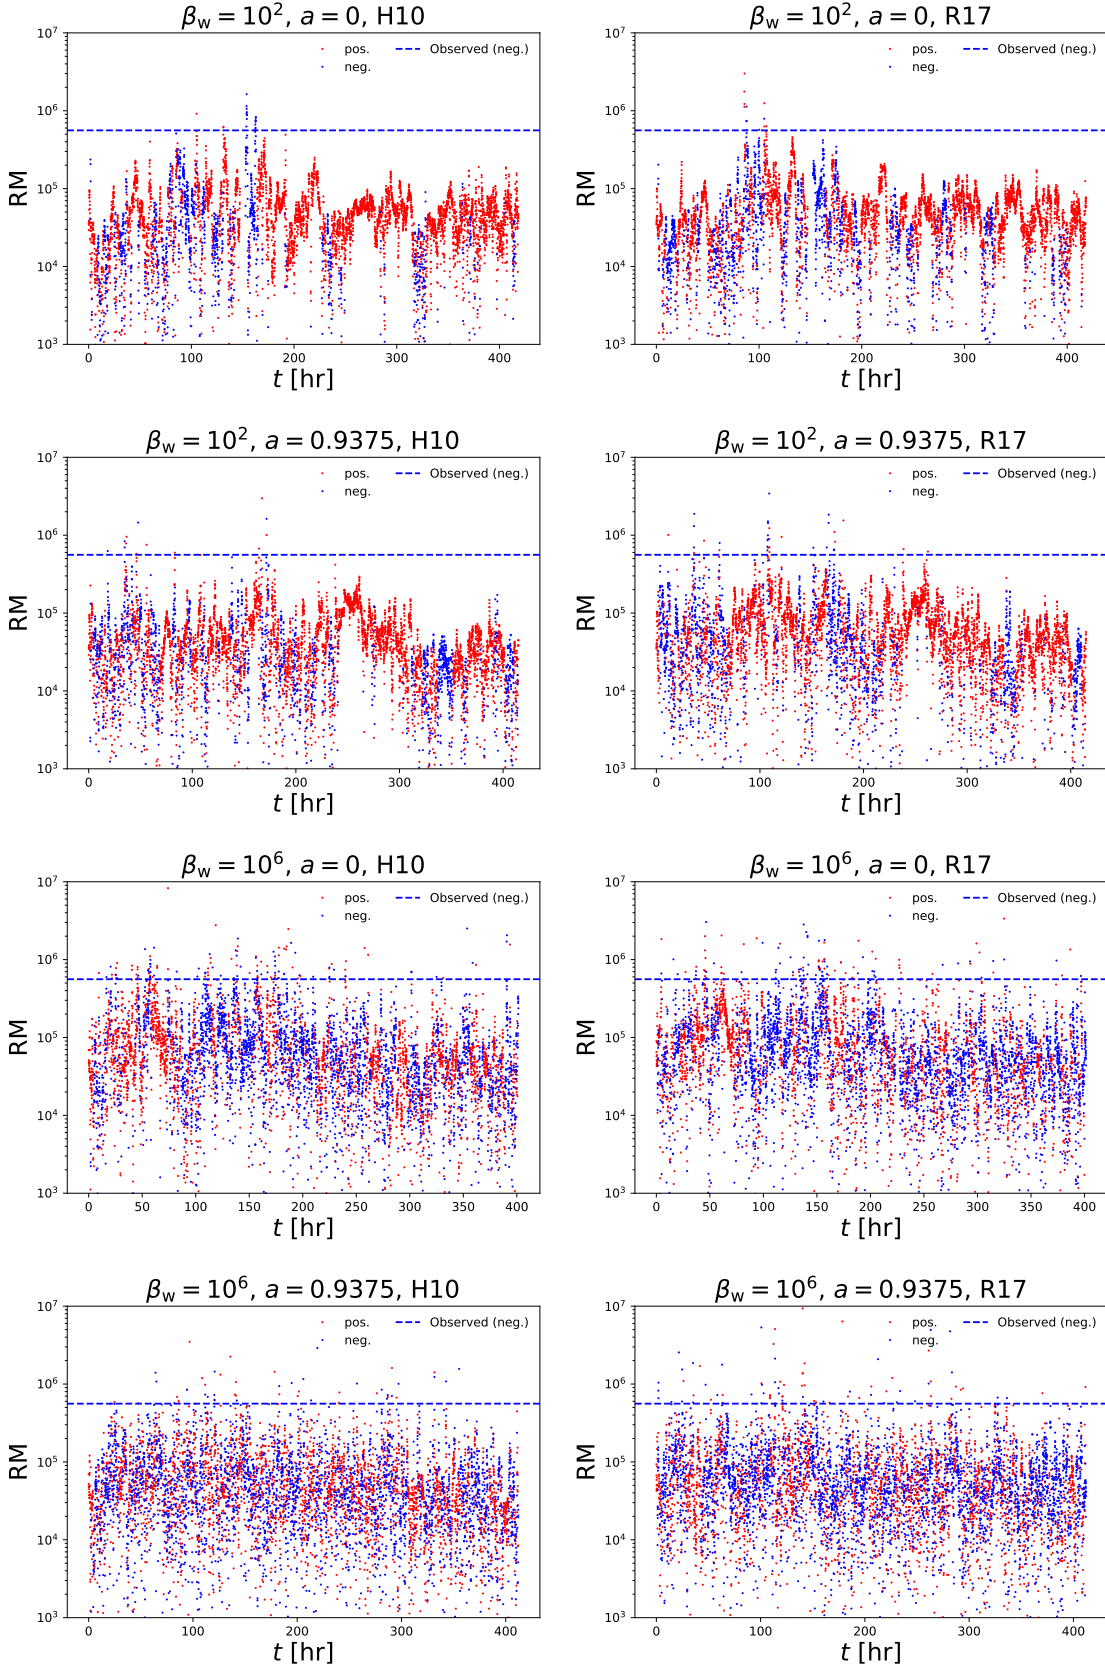 β_w = 10^2, a = 0, H10
10^7
10^6
10^5
10^4
10^3
RM
pos.
neg.
Observed (neg.)
0 100 200 300 400
t [hr]
β_w = 10^2, a = 0, R17
10^7
10^6
10^5
10^4
10^3
RM
pos.
neg.
Observed (neg.)
0 100 200 300 400
t [hr]
β_w = 10^2, a = 0.9375, H10
10^7
10^6
10^5
10^4
10^3
RM
pos.
neg.
Observed (neg.)
0 100 200 300 400
t [hr]
β_w = 10^2, a = 0.9375, R17
10^7
10^6
10^5
10^4
10^3
RM
pos.
neg.
Observed (neg.)
0 100 200 300 400
t [hr]
β_w = 10^6, a = 0, H10
10^7
10^6
10^5
10^4
10^3
RM
pos.
neg.
Observed (neg.)
0 50 100 150 200 250 300 350 400
t [hr]
β_w = 10^6, a = 0, R17
10^7
10^6
10^5
10^4
10^3
RM
pos.
neg.
Observed (neg.)
0 50 100 150 200 250 300 350 400
t [hr]
β_w = 10^6, a = 0.9375, H10
10^7
10^6
10^5
10^4
10^3
RM
pos.
neg.
Observed (neg.)
0 100 200 300 400
t [hr]
β_w = 10^6, a = 0.9375, R17
10^7
10^6
10^5
10^4
10^3
RM
pos.
neg.
Observed (neg.)
0 100 200 300 400
t [hr]